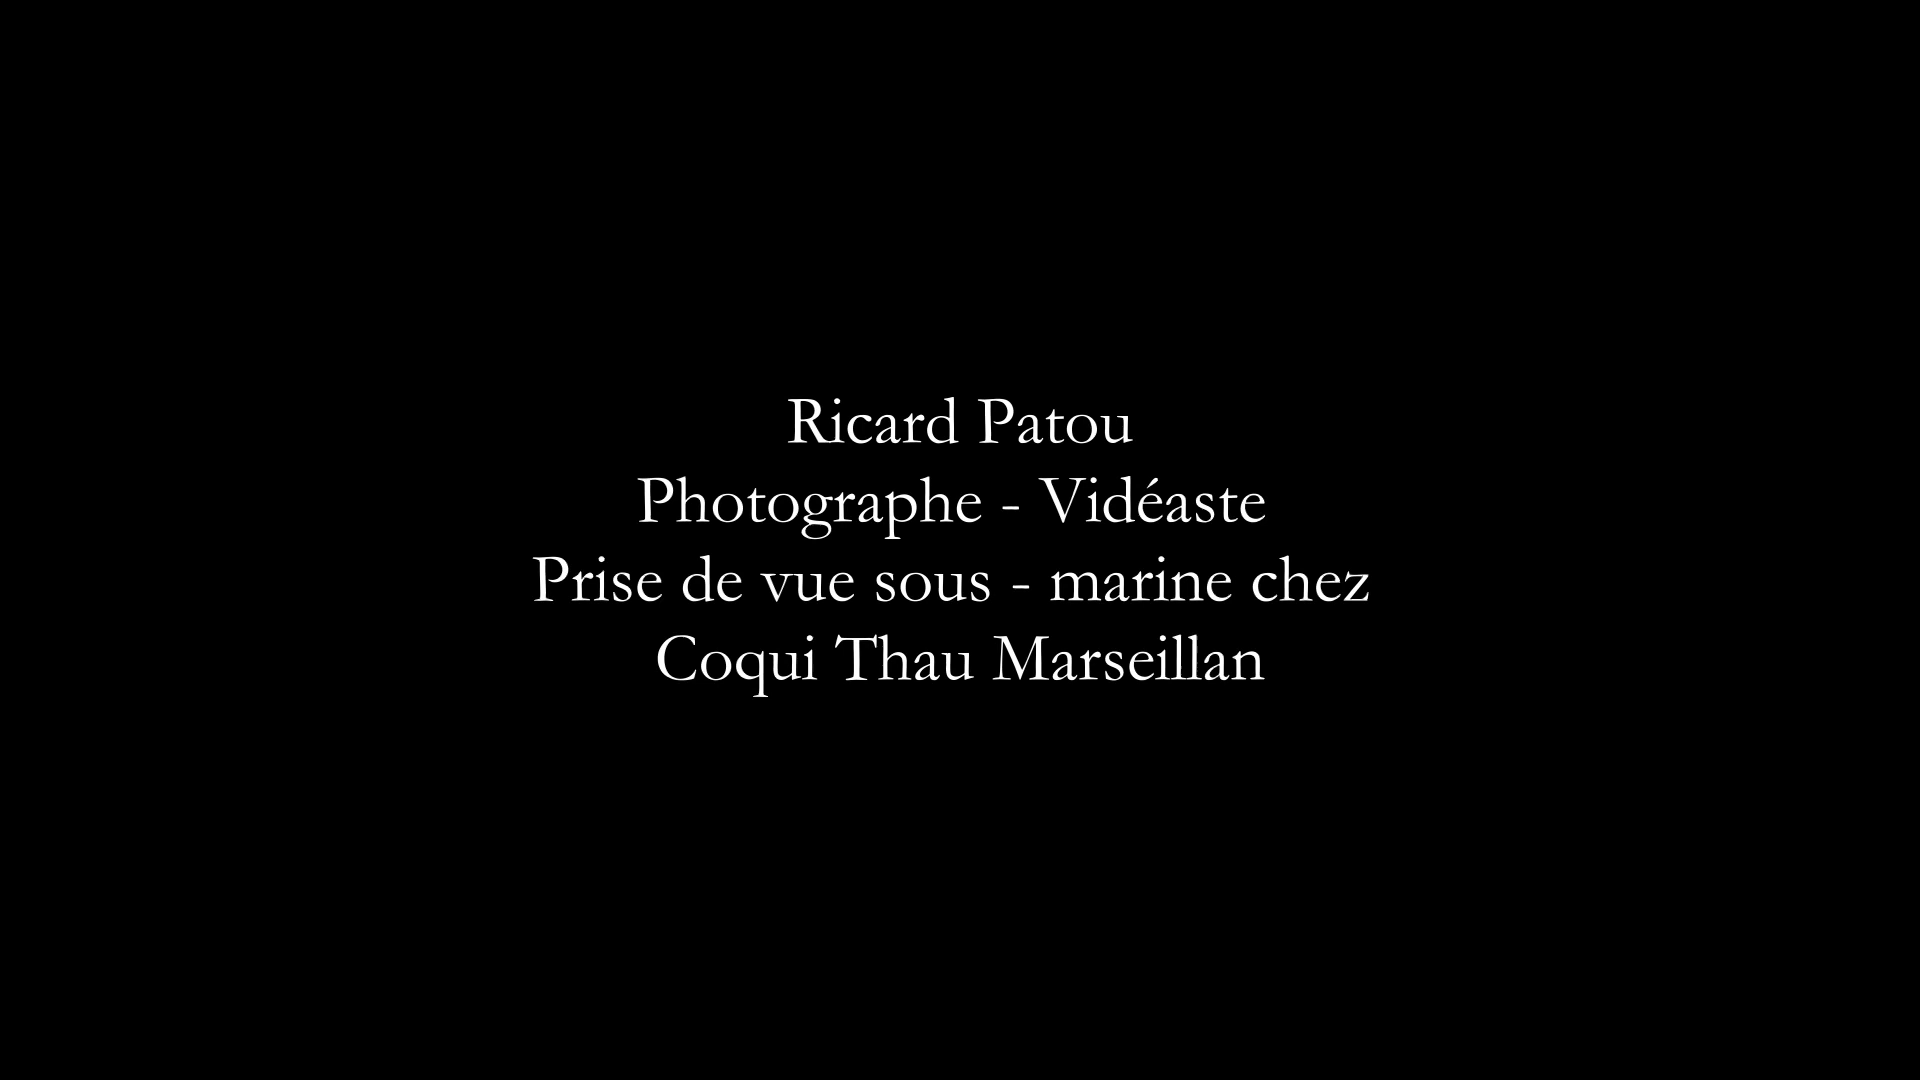 Ricard Patou
Photographe - Vidéaste
Prise de vue sous - marine chez
Coqui Thau Marseillan